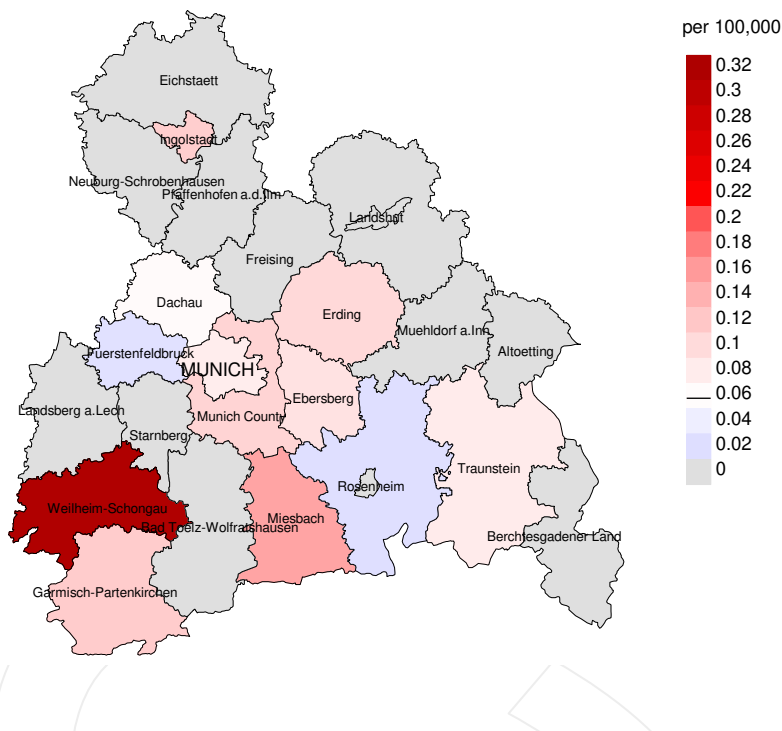 per 100,000
0.32
0.3
0.28
0.26
0.24
0.22
0.2
0.18
0.16
0.14
0.12
0.1
0.08
0.06
0.04
0.02
0
Eichstaett
Ingolstadt
Neuburg-Schrobenhausen
Pfaffenhofen a.d.Ilm
Landshut
Freising
Dachau
Erding
Muehldorf a.Inn
Altoetting
Fuerstenfeldbruck
MUNICH
Ebersberg
Landsberg a.Lech
Munich County
Starnberg
Traunstein
Rosenheim
Weilheim-Schongau
Miesbach
Bad Toelz-Wolfratshausen
Berchtesgadener Land
Garmisch-Partenkirchen